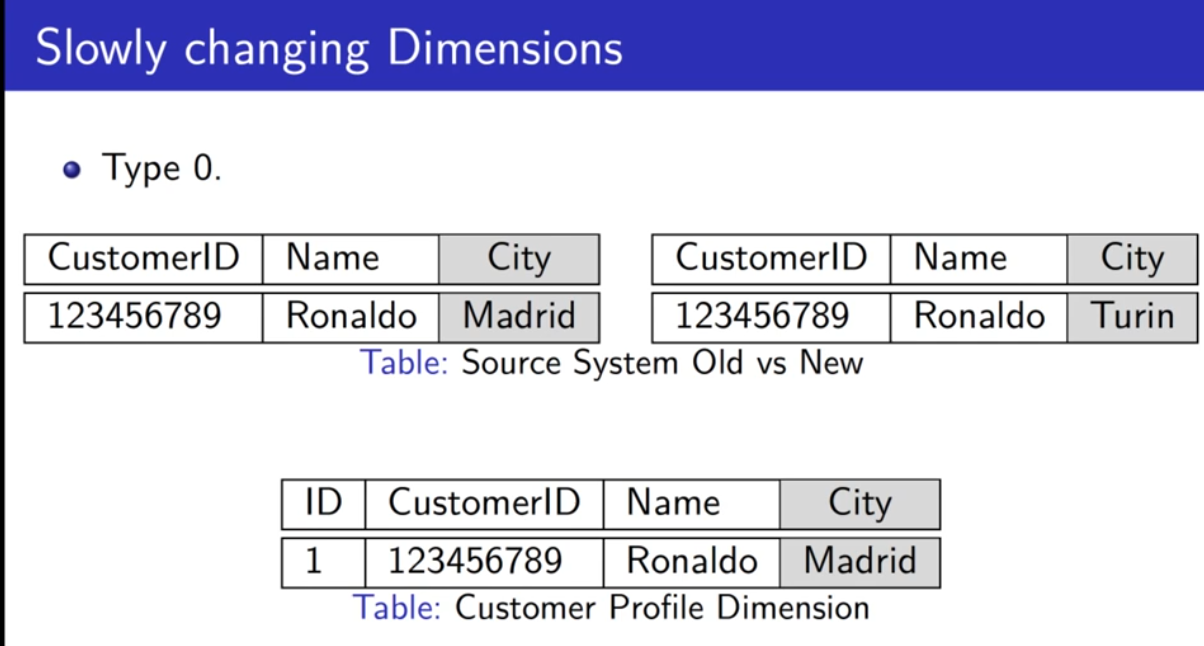 Slowly changing Dimensions
Type 0.
CustomerID Name City
123456789 Ronaldo Madrid
CustomerID Name City
123456789 Ronaldo Turin
Table: Source System Old vs New
ID CustomerID Name City
1 123456789 Ronaldo Madrid
Table: Customer Profile Dimension